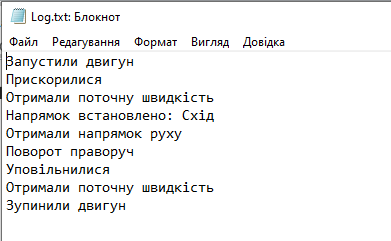 Log.txt: Блокнот
Файл Редагування Формат Вигляд Довідка
Запустили двигун
Прискорилися
Отримали поточну швидкість
Напрямок встановлено: Схід
Отримали напрямок руху
Поворот праворуч
Уповільнилися
Отримали поточну швидкість
Зупинили двигун